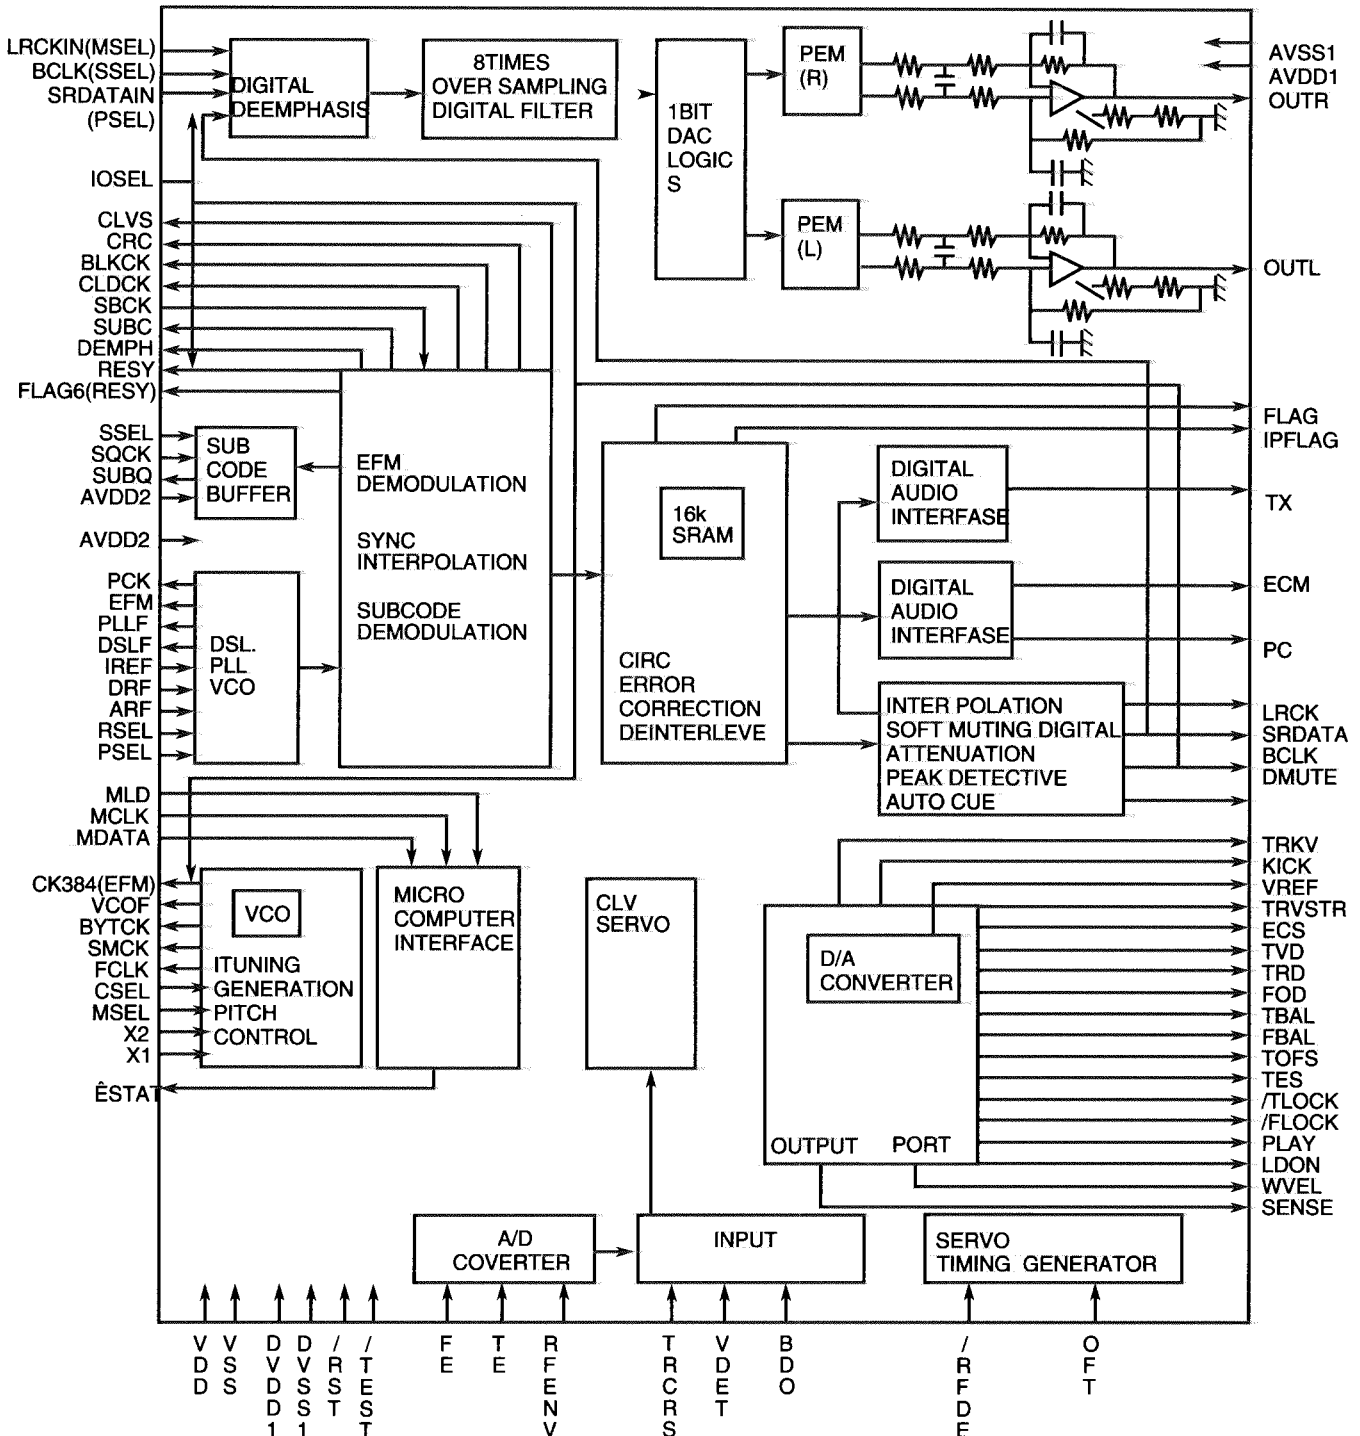 LRCKIN(MSEL)
BCLK(SSEL)
SRDATAIN
(PSEL)
IOSEL
CLVS
CRC
BLKCK
CLDCK
SBCK
SUBC
DEMPH
RESY
FLAG6(RESY)
SSEL
SQCK
SUBQ
AVDD2
AVDD2
PCK
EFM
PLLF
DSLF
IREF
DRF
ARF
RSEL
PSEL
MLD
MCLK
MDATA
CK384(EFM)
VCOF
BYTCK
SMCK
FCLK
CSEL
MSEL
X2
X1
ÊSTAT
DIGITAL
DEEMPHASIS
8TIMES
OVER SAMPLING
DIGITAL FILTER
1BIT
DAC
LOGIC
S
PEM
(R)
PEM
(L)
SUB
CODE
BUFFER
EFM
DEMODULATION
SYNC
INTERPOLATION
SUBCODE
DEMODULATION
DSL.
PLL
VCO
16k
SRAM
CIRC
ERROR
CORRECTION
DEINTERLEVE
DIGITAL
AUDIO
INTERFASE
DIGITAL
AUDIO
INTERFASE
INTER POLATION
SOFT MUTING DIGITAL
ATTENUATION
PEAK DETECTIVE
AUTO CUE
VCO
ITUNING
GENERATION
PITCH
CONTROL
MICRO
COMPUTER
INTERFACE
CLV
SERVO
D/A
CONVERTER
OUTPUT PORT
A/D
COVERTER
INPUT
SERVO
TIMING GENERATOR
AVSS1
AVDD1
OUTR
OUTL
FLAG
IPFLAG
TX
ECM
PC
LRCK
SRDATA
BCLK
DMUTE
TRKV
KICK
VREF
TRVSTR
ECS
TVD
TRD
FOD
TBAL
FBAL
TOFS
TES
/TLOCK
/FLOCK
PLAY
LDON
WVEL
SENSE
VDD
VSS
DVDD1
DVSS1
/RST
/TEST
FE
TE
RFENV
TRCRS
VDET
BDO
/RFDE
OFT